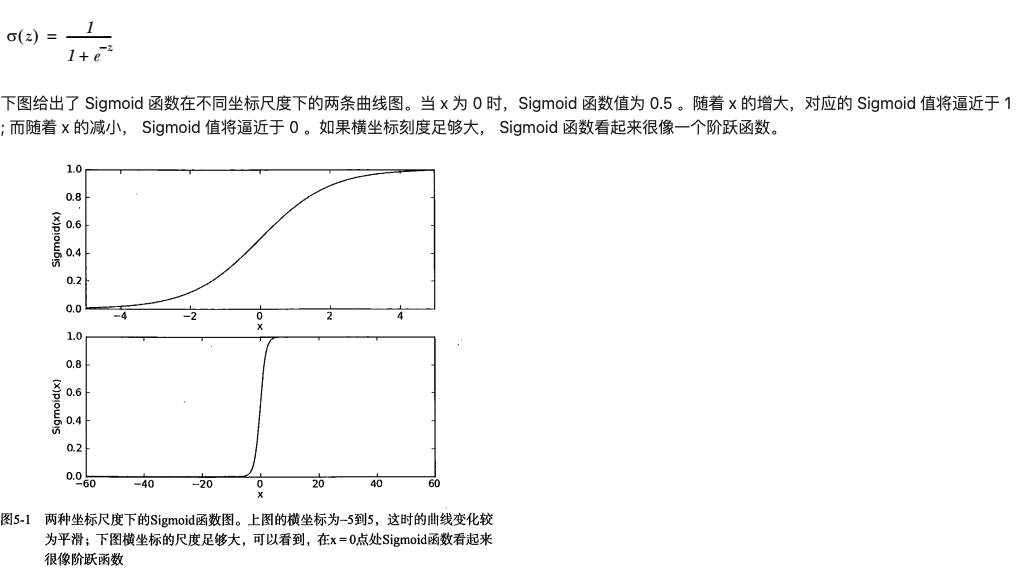 σ(z) = 1 / 1 + e^-z
下图给出了 Sigmoid 函数在不同坐标尺度下的两条曲线图。当 x 为 0 时，Sigmoid 函数值为 0.5 。随着 x 的增大，对应的 Sigmoid 值将逼近于 1
; 而随着 x 的减小， Sigmoid 值将逼近于 0 。如果横坐标刻度足够大， Sigmoid 函数看起来很像一个阶跃函数。
1.0
0.8
0.6
0.4
0.2
0.0
Sigmoid(x)
−4 −2 0 2 4
x
1.0
0.8
0.6
0.4
0.2
0.0
Sigmoid(x)
−60 −40 −20 0 20 40 60
x
图5-1 两种坐标尺度下的Sigmoid函数图。上图的横坐标为-5到5，这时的曲线变化较
为平滑；下图横坐标的尺度足够大，可以看到，在x = 0点处Sigmoid函数看起来
很像阶跃函数